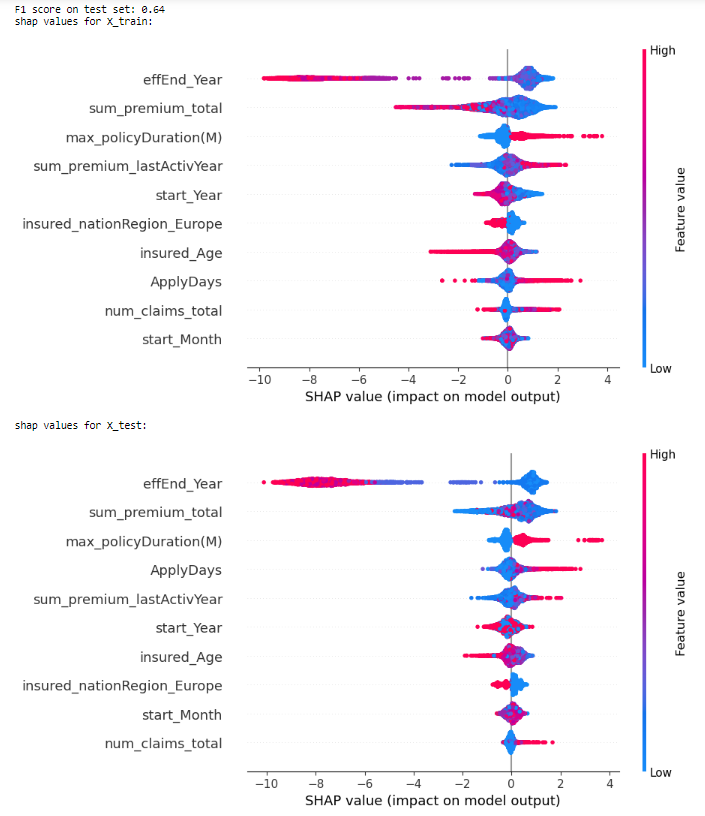 F1 score on test set: 0.64
shap values for X_train:
High
effEnd_Year
sum_premium_total
max_policyDuration(M)
sum_premium_lastActivYear
start_Year
insured_nationRegion_Europe
insured_Age
ApplyDays
num_claims_total
start_Month
Feature value
Low
−10 −8 −6 −4 −2 0 2 4
SHAP value (impact on model output)
shap values for X_test:
High
effEnd_Year
sum_premium_total
max_policyDuration(M)
ApplyDays
sum_premium_lastActivYear
start_Year
insured_Age
insured_nationRegion_Europe
start_Month
num_claims_total
Feature value
Low
−10 −8 −6 −4 −2 0 2 4
SHAP value (impact on model output)